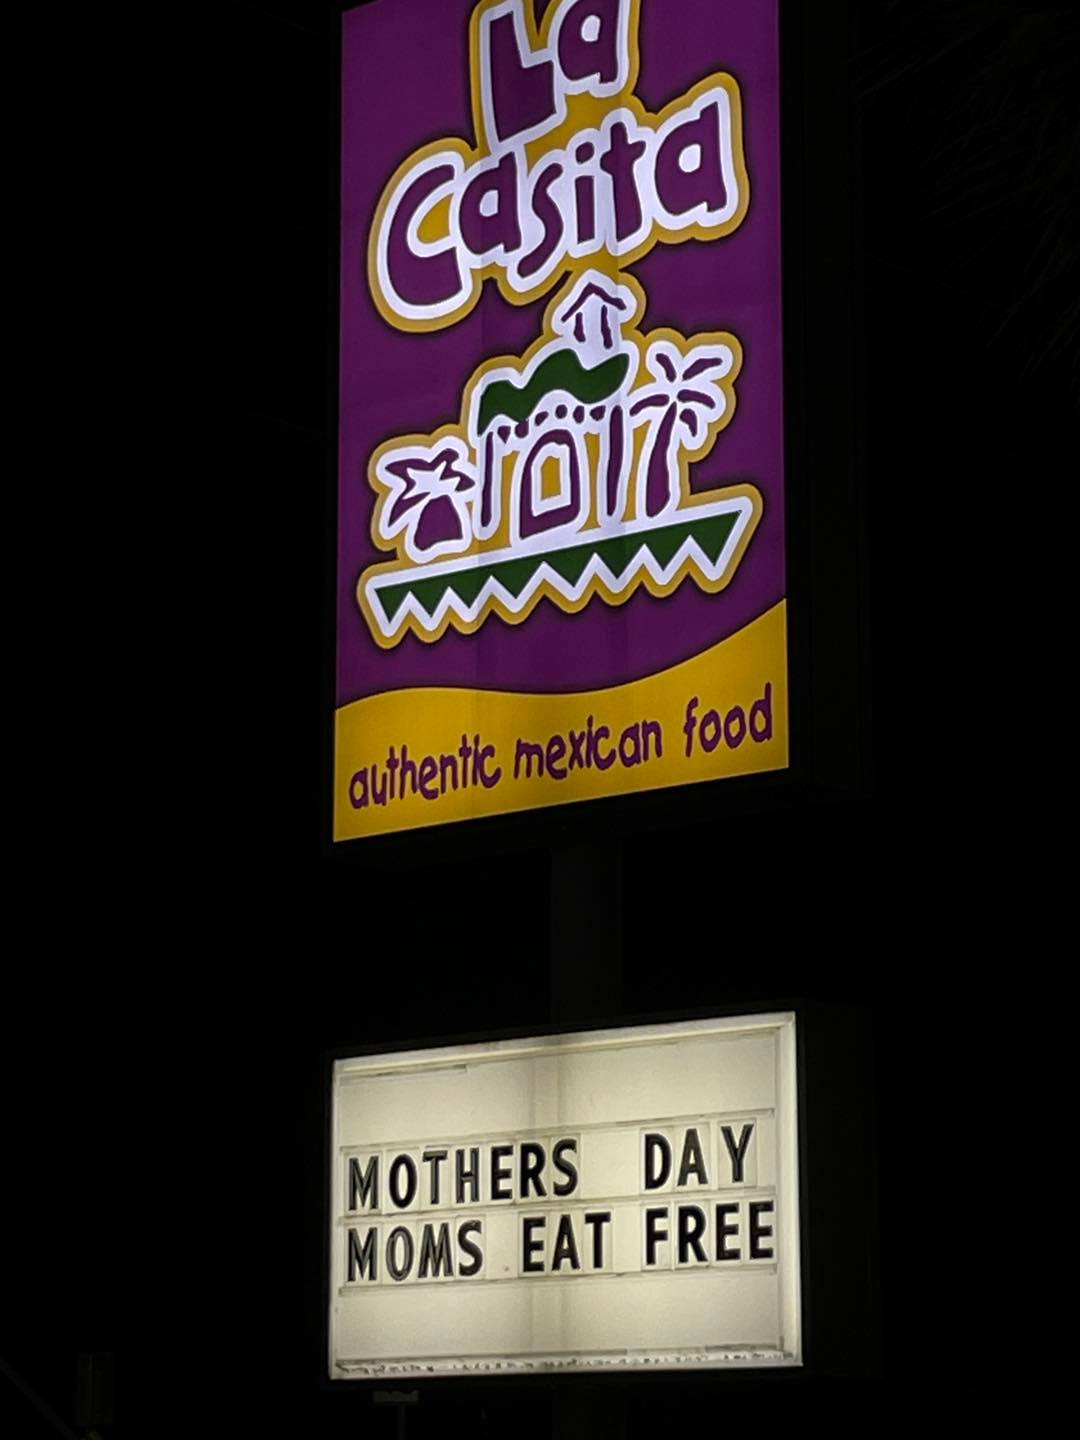 La
Casita
authentic mexican food
MOTHERS DAY
MOMS EAT FREE